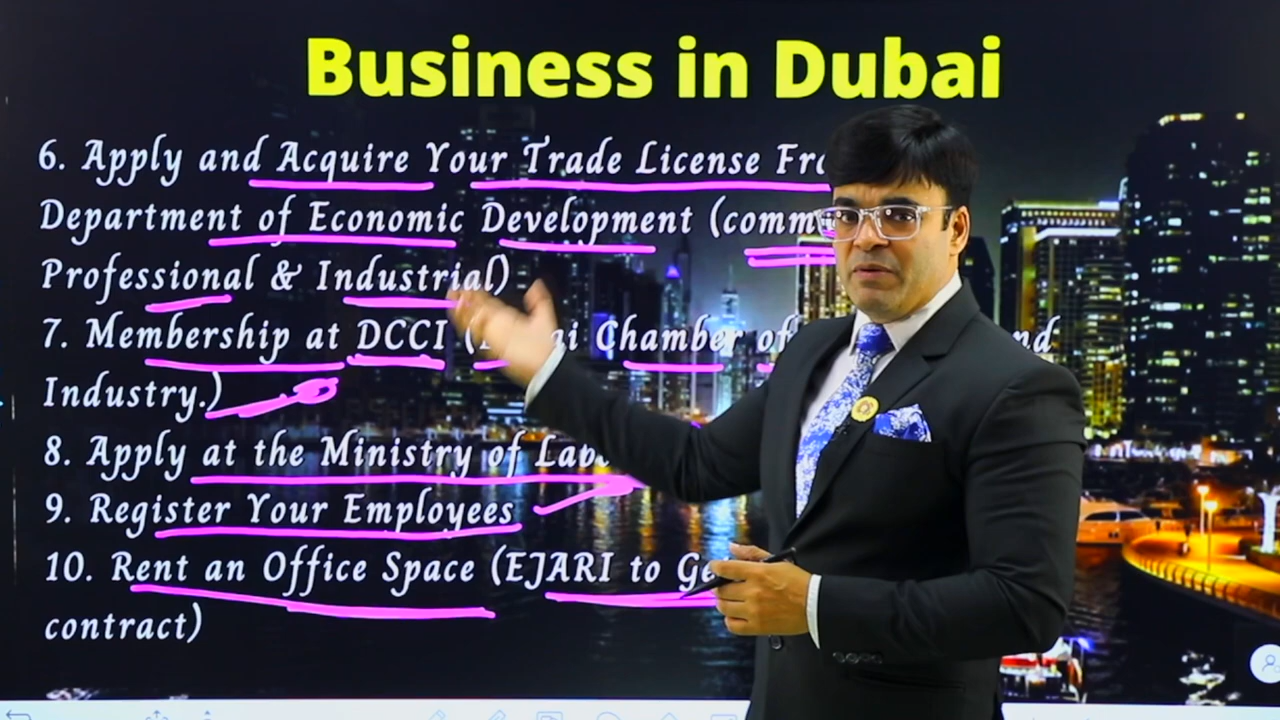 Business in Dubai
6. Apply and Acquire Your Trade License
Department of Economic Development
Professional & Industrial)
7. Membership at DCCI ( Chamber of
Industry.)
8. Apply at the Ministry of
9. Register Your Employees
10. Rent an Office Space (EJARI to
contract)